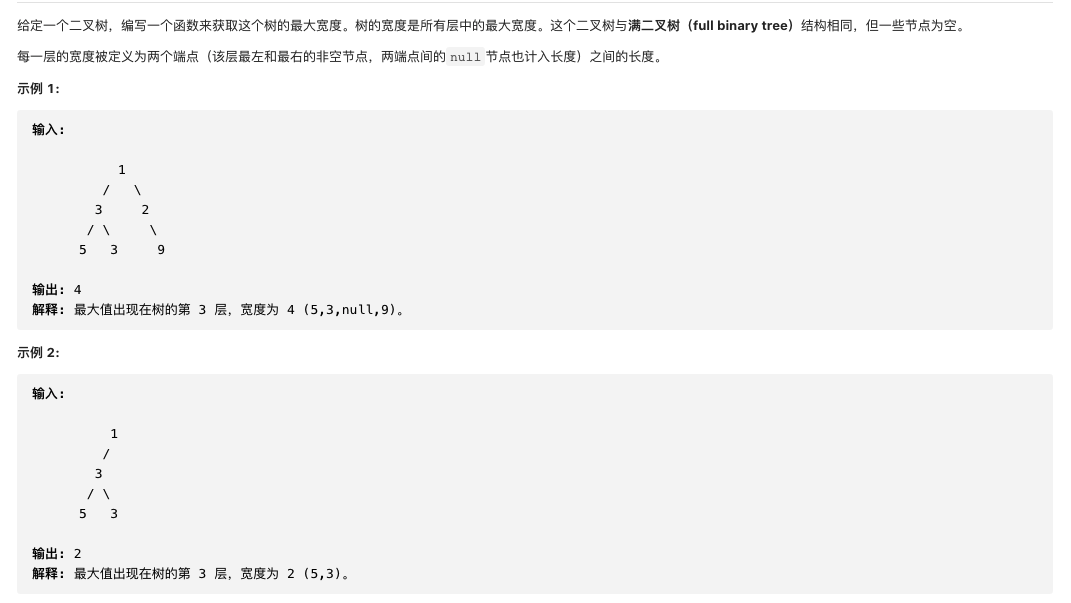 给定一个二叉树，编写一个函数来获取这个树的最大宽度。树的宽度是所有层中的最大宽度。这个二叉树与满二叉树（full binary tree）结构相同，但一些节点为空。
每一层的宽度被定义为两个端点（该层最左和最右的非空节点，两端点间的 null 节点也计入长度）之间的长度。
示例 1:
输入:
1
/ \
3 2
/ \ \
5 3 9
输出: 4
解释: 最大值出现在树的第 3 层，宽度为 4 (5,3,null,9)。
示例 2:
输入:
1
/
3
/ \
5 3
输出: 2
解释: 最大值出现在树的第 3 层，宽度为 2 (5,3)。